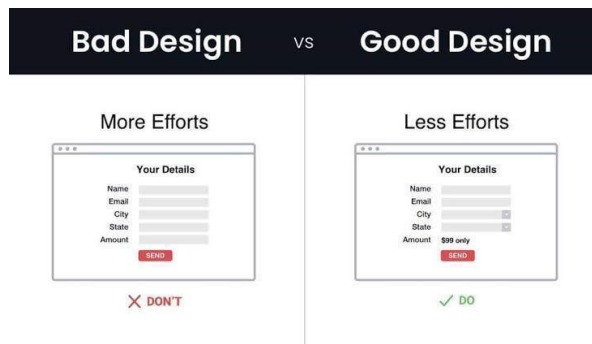 Bad Design vs Good Design
More Efforts
Your Details
Name
Email
City
State
Amount
SEND
DON'T
Less Efforts
Your Details
Name
Email
City
State
Amount $99 only
SEND
DO